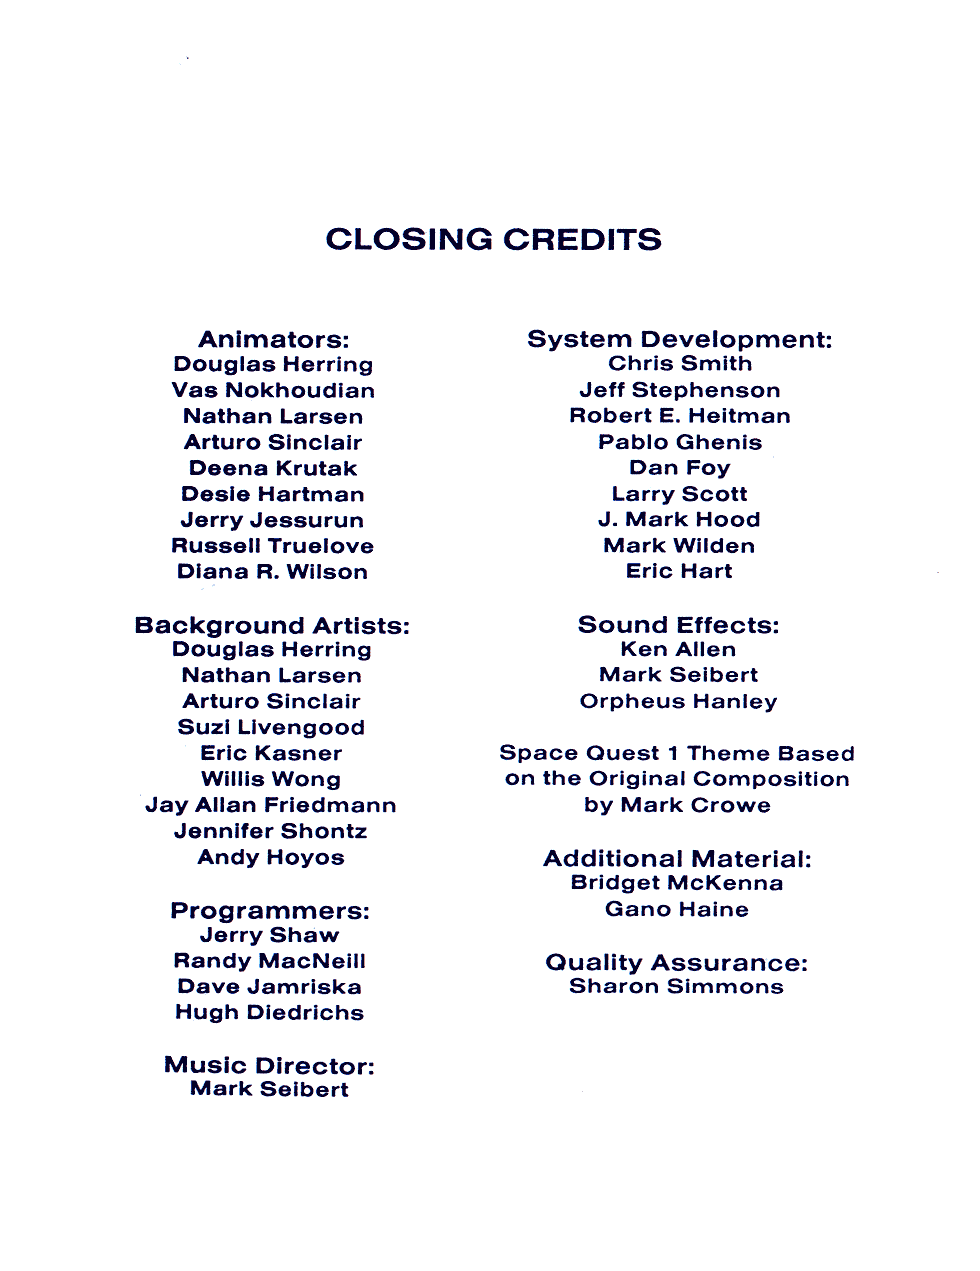 CLOSING CREDITS
Animators:
Douglas Herring
Vas Nokhoudian
Nathan Larsen
Arturo Sinclair
Deena Krutak
Desie Hartman
Jerry Jessurun
Russell Truelove
Diana R. Wilson
Background Artists:
Douglas Herring
Nathan Larsen
Arturo Sinclair
Suzi Livengood
Eric Kasner
Willis Wong
Jay Allan Friedmann
Jennifer Shontz
Andy Hoyos
Programmers:
Jerry Shaw
Randy MacNeill
Dave Jamriska
Hugh Diedrichs
Music Director:
Mark Seibert
System Development:
Chris Smith
Jeff Stephenson
Robert E. Heitman
Pablo Ghenis
Dan Foy
Larry Scott
J. Mark Hood
Mark Wilden
Eric Hart
Sound Effects:
Ken Allen
Mark Seibert
Orpheus Hanley
Space Quest 1 Theme Based
on the Original Composition
by Mark Crowe
Additional Material:
Bridget McKenna
Gano Haine
Quality Assurance:
Sharon Simmons